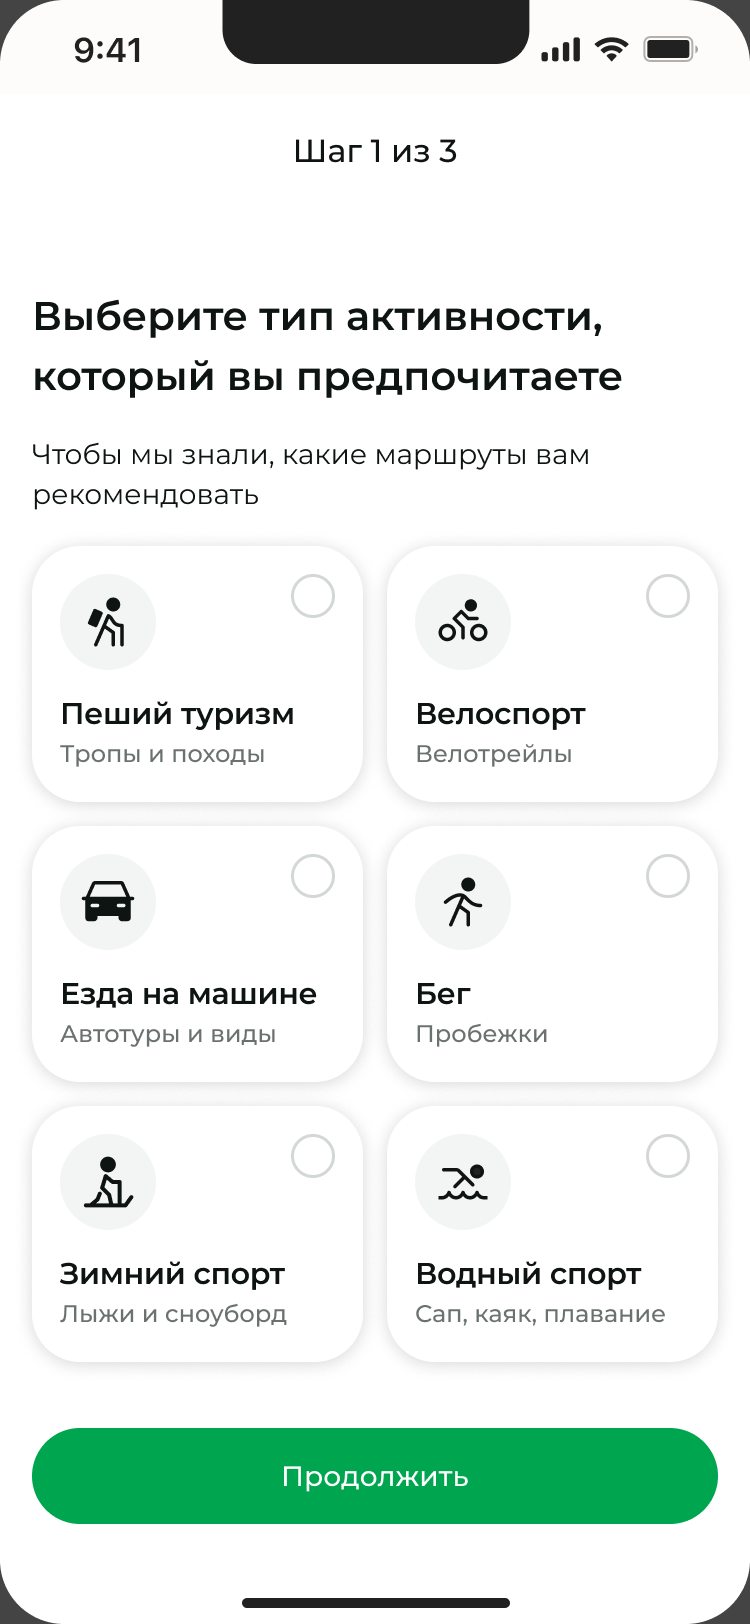 9:41
Шаг 1 из 3
Выберите тип активности,
который вы предпочитаете
Чтобы мы знали, какие маршруты вам
рекомендовать
Пеший туризм
Тропы и походы
Велоспорт
Велотрейлы
Езда на машине
Автотуры и виды
Бег
Пробежки
Зимний спорт
Лыжи и сноуборд
Водный спорт
Сап, каяк, плавание
Продолжить